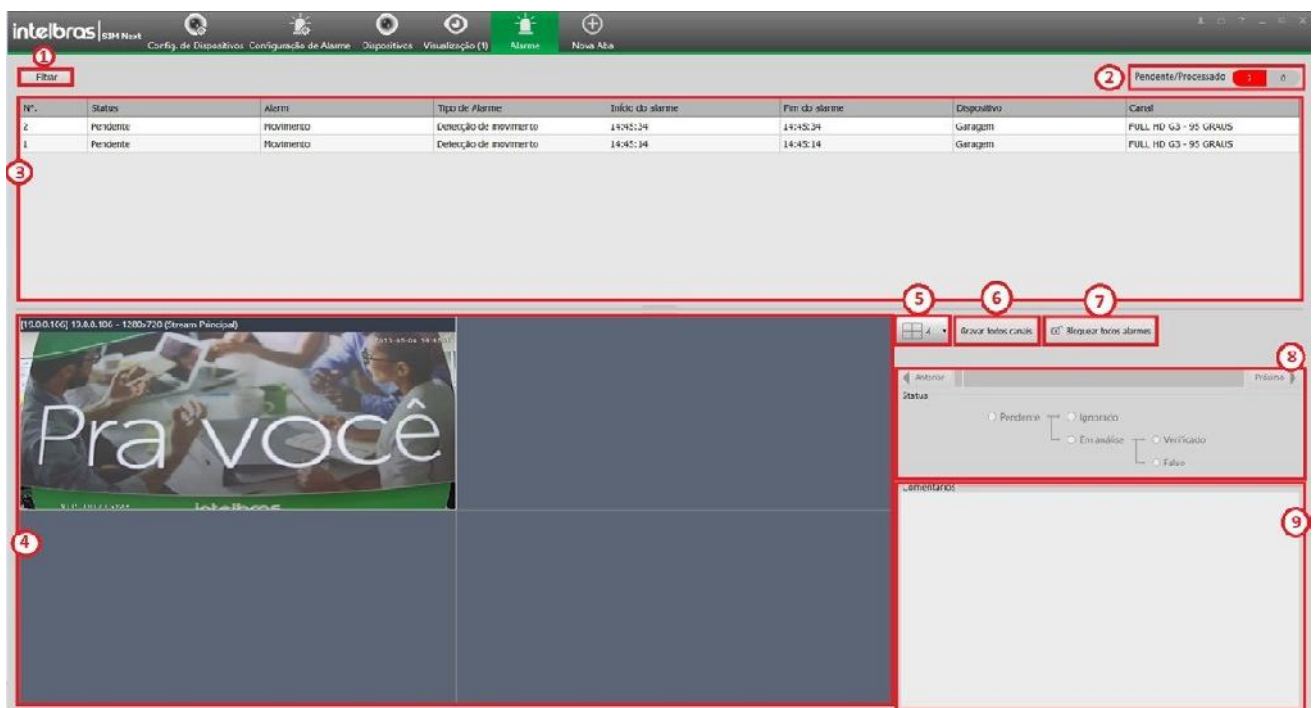 intelbras SIM Next
Config. de Dispositivos Configuração de Alarme Dispositivos Visualização (1) Alarme Nova Aba
1
Filtrar
2 Pendente/Processado
Nº. Status Alarm Tipo de Alarme Início do alarme Fim do alarme Dispositivo Canal
2 Pendente Movimento Detecção de movimento 14:45:34 14:45:34 Garagem FULL HD G3 - 95 GRAUS
1 Pendente Movimento Detecção de movimento 14:45:14 14:45:14 Garagem FULL HD G3 - 95 GRAUS
3
5 6 7
1280x720 (Stream Principal)
4 Gravar todos canais Bloquear todos alarmes
8
Anterior Próximo
Status
Pendente Ignorado
Em análise Verificado
Falso
Pra você
intelbras
Comentários
9
4